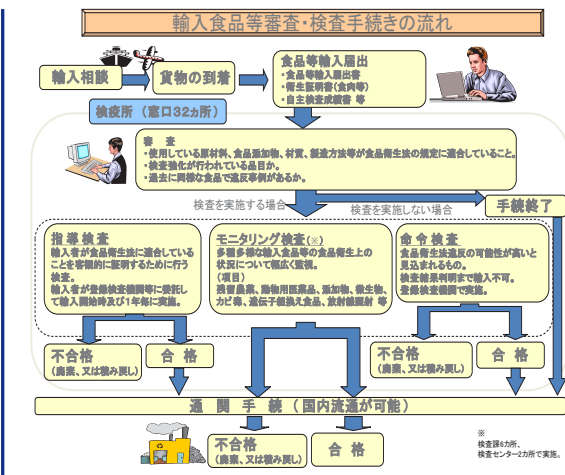 輸入食品等審査・検査手続きの流れ
輸入相談
貨物の到着
食品等輸入届出
・食品等輸入届出書
・衛生証明書(食肉等)
・自主検査成績書 等
検疫所（窓口32ヵ所）
審 査
・使用している原材料、食品添加物、材質、製造方法等が食品衛生法の規定に適合していること。
・検査強化が行われている品目か。
・過去に同様な食品で違反事例があるか。
検査を実施する場合
検査を実施しない場合
手続終了
指導検査
輸入者が食品衛生法に適合している
ことを客観的に証明するために行う
検査。
輸入者が登録検査機関等に委託し
て輸入開始時及び1年毎に実施。
モニタリング検査(※)
多種多様な輸入食品等の食品衛生上の
状況について幅広く監視。
(項目)
残留農薬、動物用医薬品、添加物、微生物、
カビ毒、遺伝子組換え食品、放射線照射 等
命令検査
食品衛生法違反の可能性が高いと
見込まれるもの。
検査結果判明まで輸入不可。
登録検査機関で実施。
不合格
(廃棄、又は積み戻し)
合 格
不合格
(廃棄、又は積み戻し)
合 格
通 関 手 続 （国内流通が可能）
不合格
(廃棄、又は積み戻し)
合 格
※
検査課6カ所、
検査センター2カ所で実施。